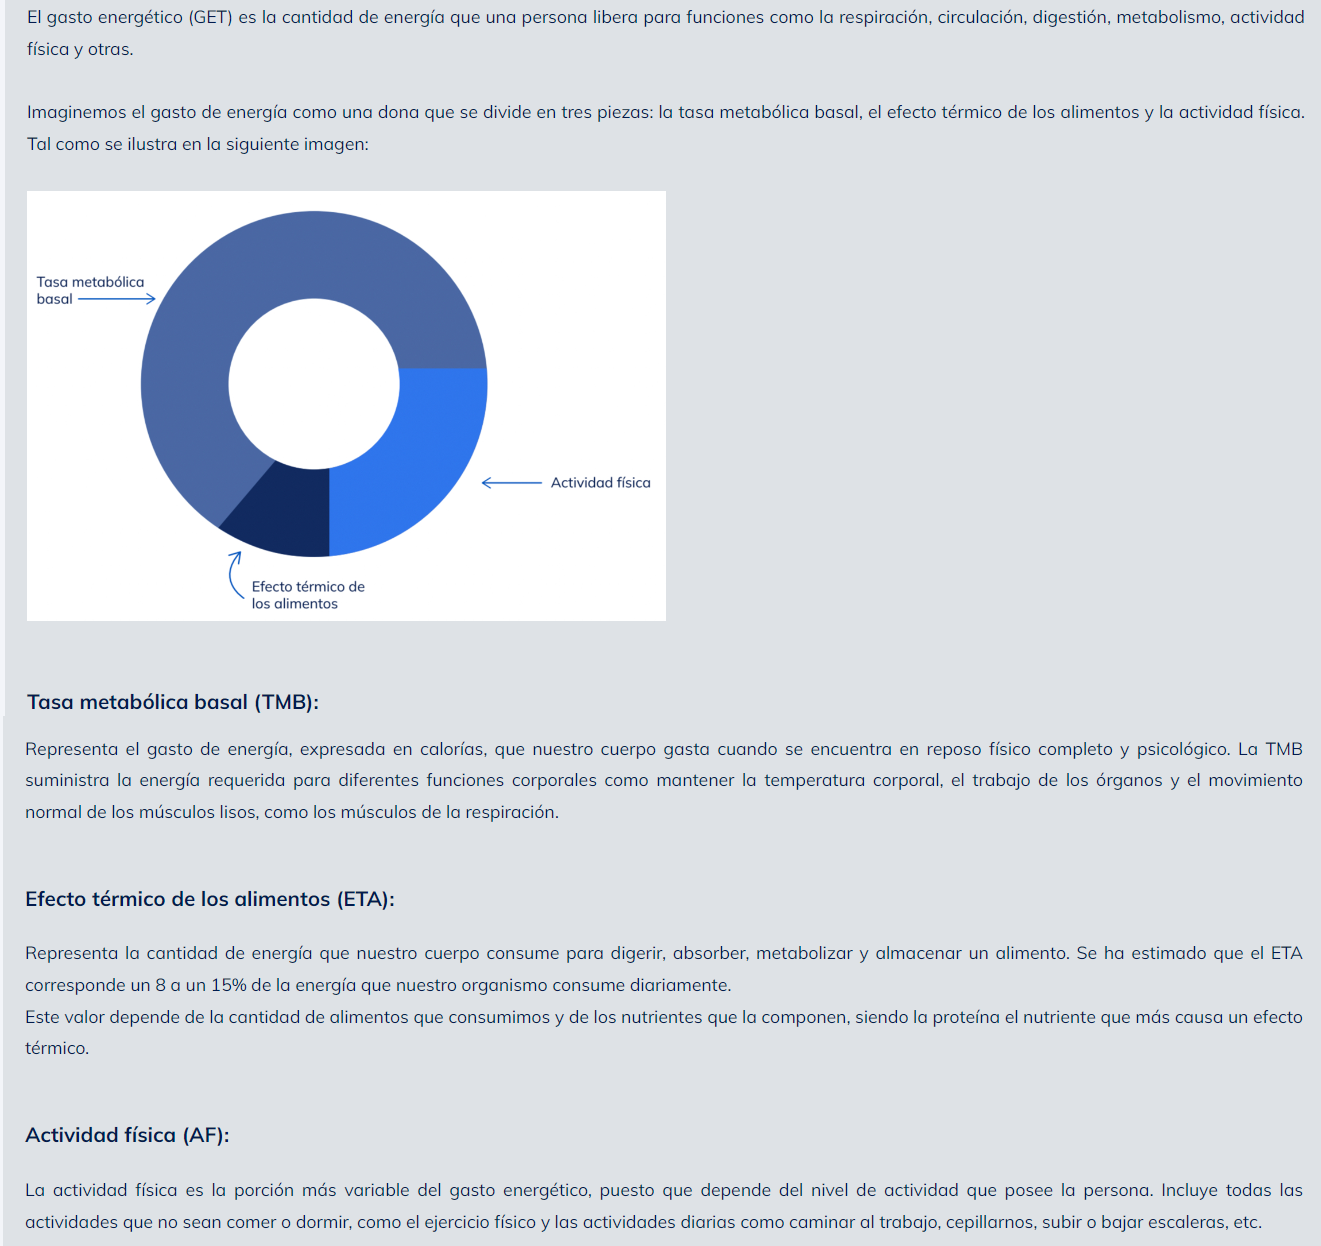 El gasto energético (GET) es la cantidad de energía que una persona libera para funciones como la respiración, circulación, digestión, metabolismo, actividad
física y otras.
Imaginemos el gasto de energía como una dona que se divide en tres piezas: la tasa metabólica basal, el efecto térmico de los alimentos y la actividad física.
Tal como se ilustra en la siguiente imagen:
Tasa metabólica
basal
Actividad física
Efecto térmico de
los alimentos
Tasa metabólica basal (TMB):
Representa el gasto de energía, expresada en calorías, que nuestro cuerpo gasta cuando se encuentra en reposo físico completo y psicológico. La TMB
suministra la energía requerida para diferentes funciones corporales como mantener la temperatura corporal, el trabajo de los órganos y el movimiento
normal de los músculos lisos, como los músculos de la respiración.
Efecto térmico de los alimentos (ETA):
Representa la cantidad de energía que nuestro cuerpo consume para digerir, absorber, metabolizar y almacenar un alimento. Se ha estimado que el ETA
corresponde un 8 a un 15% de la energía que nuestro organismo consume diariamente.
Este valor depende de la cantidad de alimentos que consumimos y de los nutrientes que la componen, siendo la proteína el nutriente que más causa un efecto
térmico.
Actividad física (AF):
La actividad física es la porción más variable del gasto energético, puesto que depende del nivel de actividad que posee la persona. Incluye todas las
actividades que no sean comer o dormir, como el ejercicio físico y las actividades diarias como caminar al trabajo, cepillarnos, subir o bajar escaleras, etc.